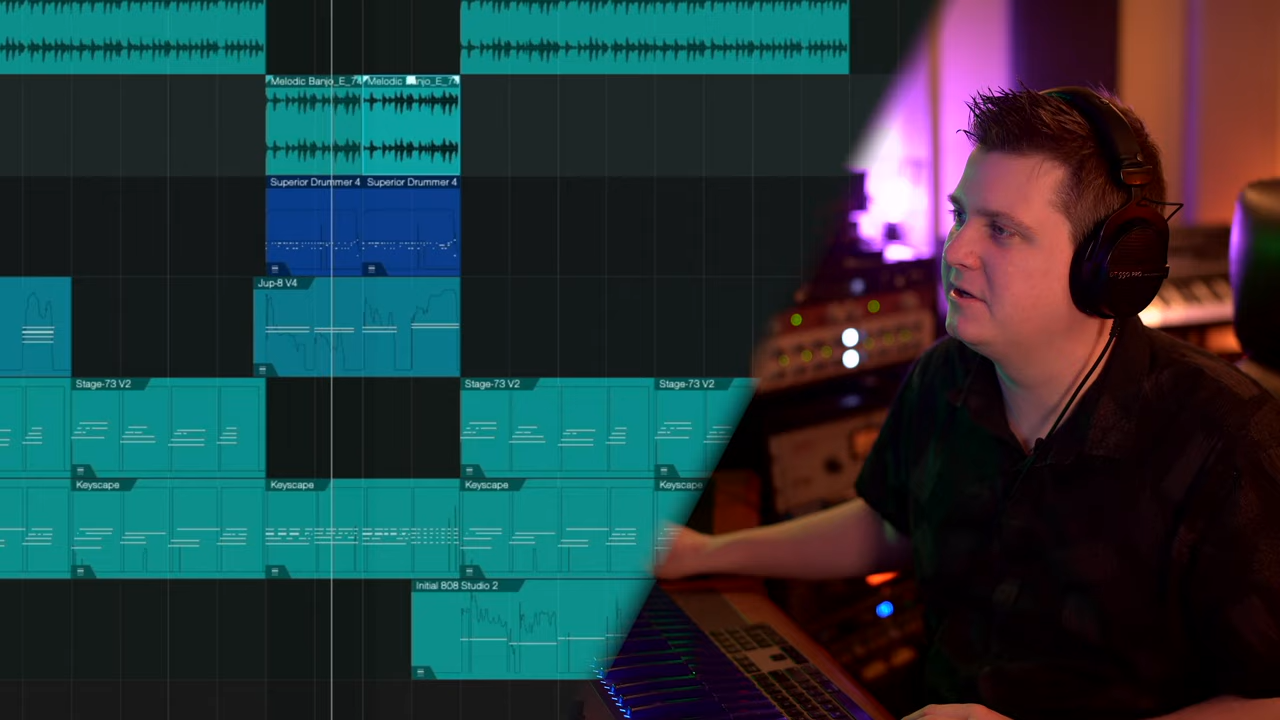 Melodic Banjo_E_7
Melodic
Superior Drummer 4
Superior Drummer 4
Jup-8 V4
Stage-73 V2
Stage-73 V2
Stage-73 V2
Keyscape
Keyscape
Keyscape
Keyscape
Initial 808 Studio 2